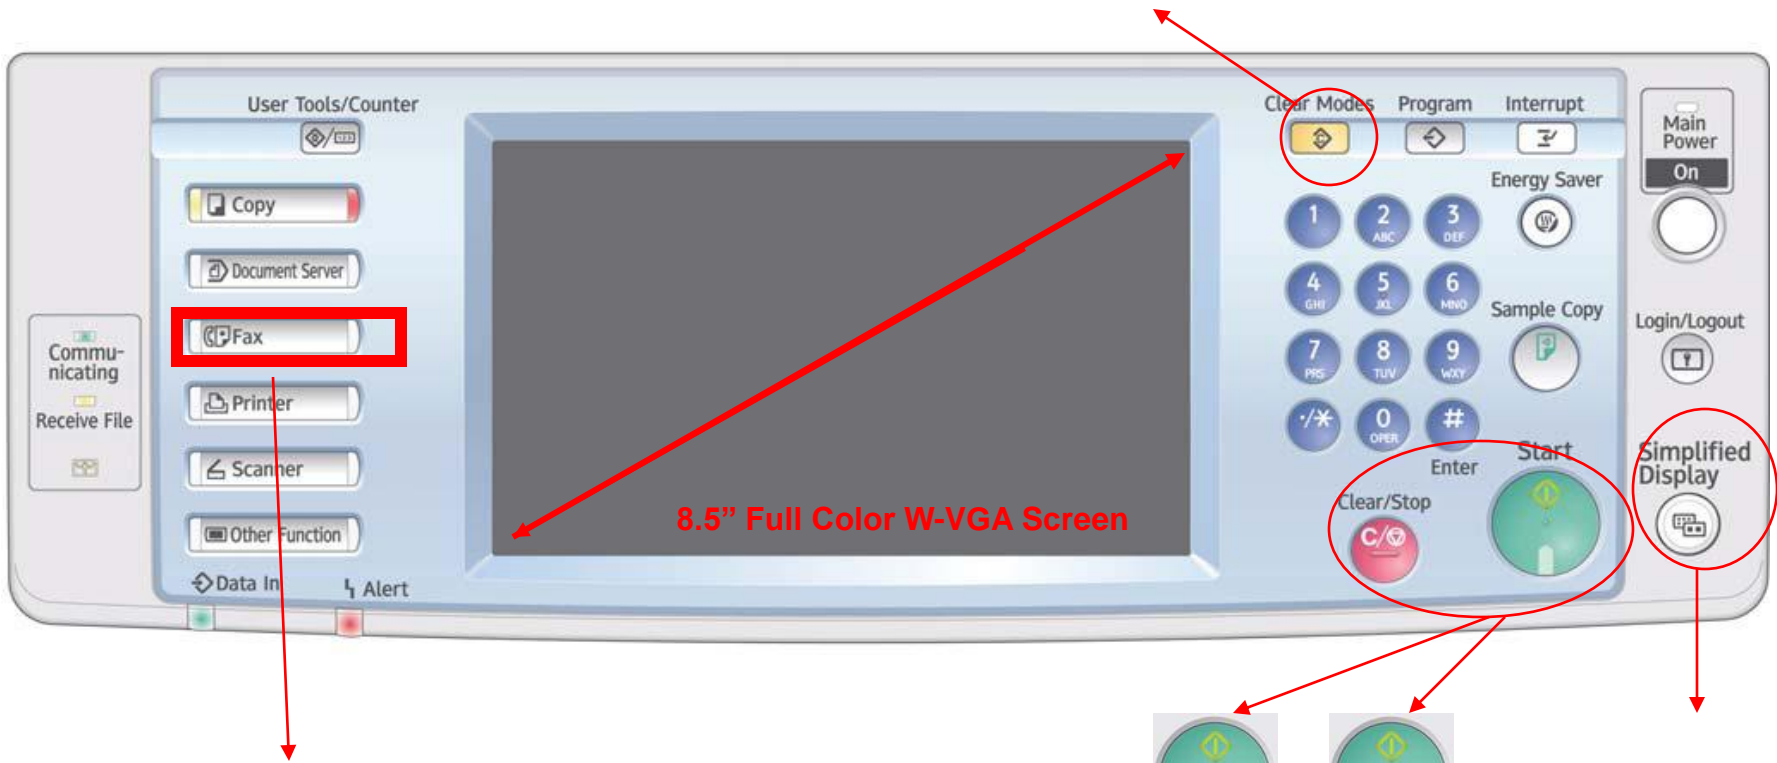 User Tools/Counter
Clear Modes
Program
Interrupt
Main
Power
On
Energy Saver
Copy
1
2
ABC
3
DEF
Document Server
4
GHI
5
JKL
6
MNO
Sample Copy
Login/Logout
Fax
Commu-
nicating
7
PRS
8
TUV
9
WXY
Printer
Receive File
·/*
0
OPER
#
Enter
Start
Simplified
Display
Scanner
Clear/Stop
C/
8.5” Full Color W-VGA Screen
Other Function
Data In
Alert